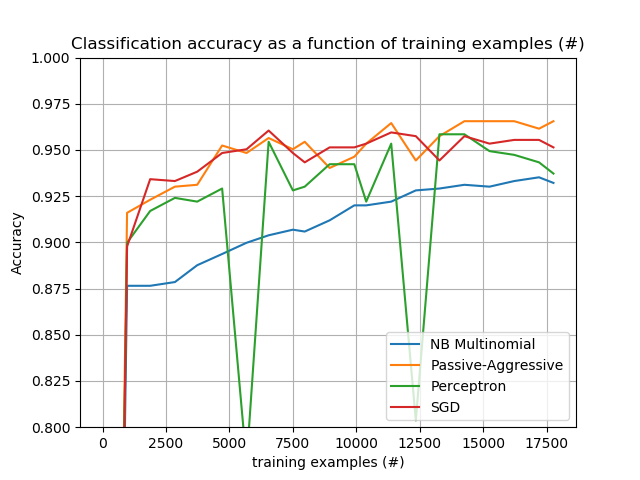 Classification accuracy as a function of training examples (#)
1.000
0.975
0.950
0.925
0.900
0.875
0.850
0.825
0.800
Accuracy
NB Multinomial
Passive-Aggressive
Perceptron
SGD
0 2500 5000 7500 10000 12500 15000 17500
training examples (#)